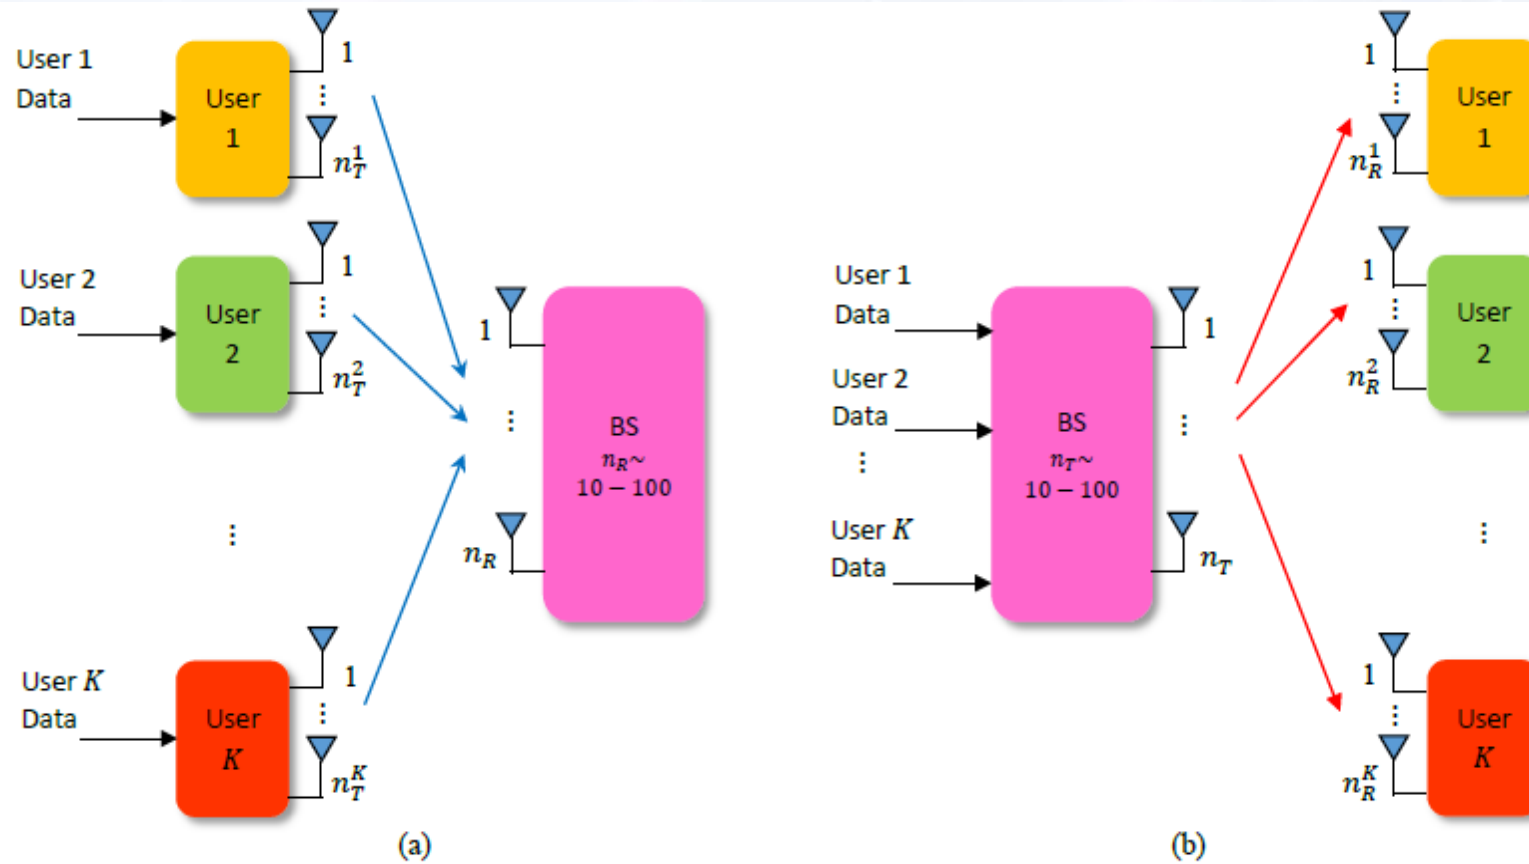 User 1
Data
User
1
1
⋮
n_T^1
User 2
Data
User
2
1
⋮
n_T^2
⋮
User K
Data
User
K
1
⋮
n_T^K
1
⋮
n_R
BS
n_R~
10 − 100
(a)
User 1
Data
User 2
Data
⋮
User K
Data
BS
n_T~
10 − 100
1
⋮
n_T
1
⋮
n_R^1
User
1
1
⋮
n_R^2
User
2
⋮
1
⋮
n_R^K
User
K
(b)